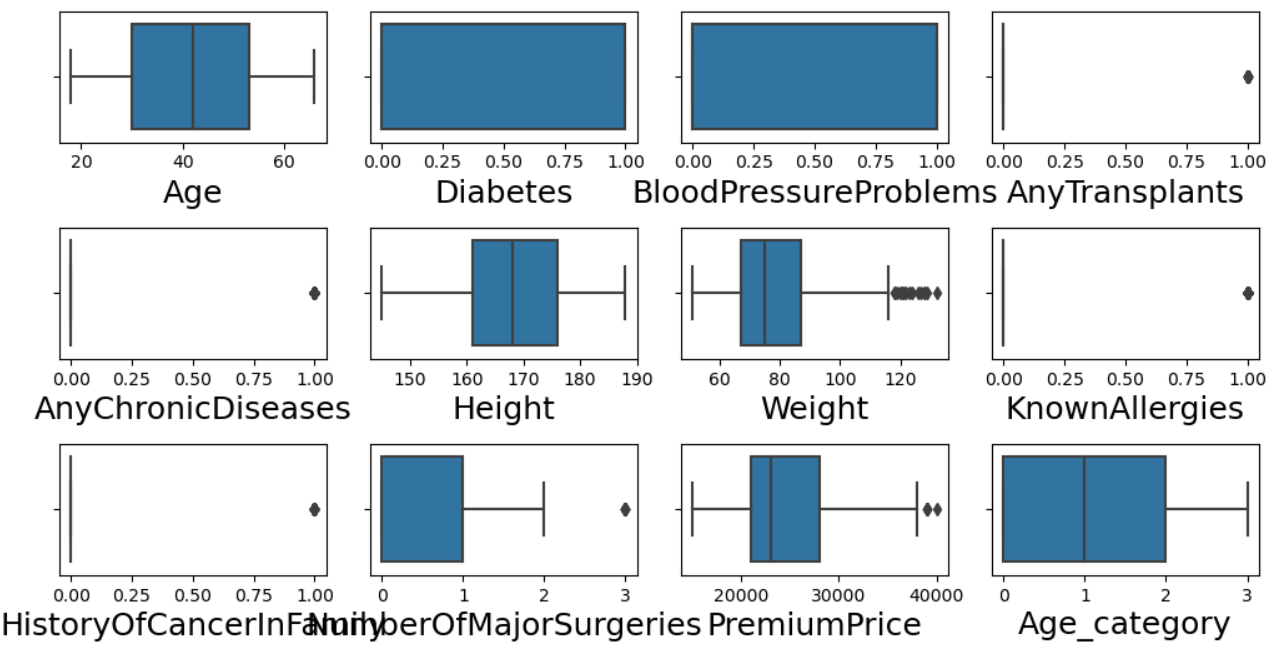 20 40 60
Age
0.00 0.25 0.50 0.75 1.00
Diabetes
0.00 0.25 0.50 0.75 1.00
BloodPressureProblems
0.00 0.25 0.50 0.75 1.00
AnyTransplants
0.00 0.25 0.50 0.75 1.00
AnyChronicDiseases
150 160 170 180 190
Height
60 80 100 120
Weight
0.00 0.25 0.50 0.75 1.00
KnownAllergies
0.00 0.25 0.50 0.75 1.00
HistoryOfCancerInFamily
0 1 2 3
NumberOfMajorSurgeries
20000 30000 40000
PremiumPrice
0 1 2 3
Age_category